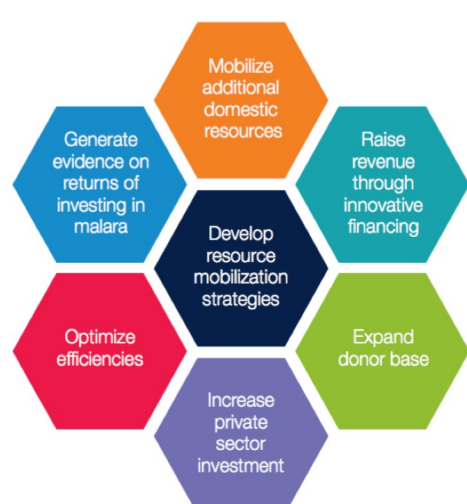 Mobilize
additional
domestic
resources
Generate
evidence on
returns of
investing in
malara
Raise
revenue
through
innovative
financing
Develop
resource
mobilization
strategies
Optimize
efficiencies
Expand
donor base
Increase
private
sector
investment